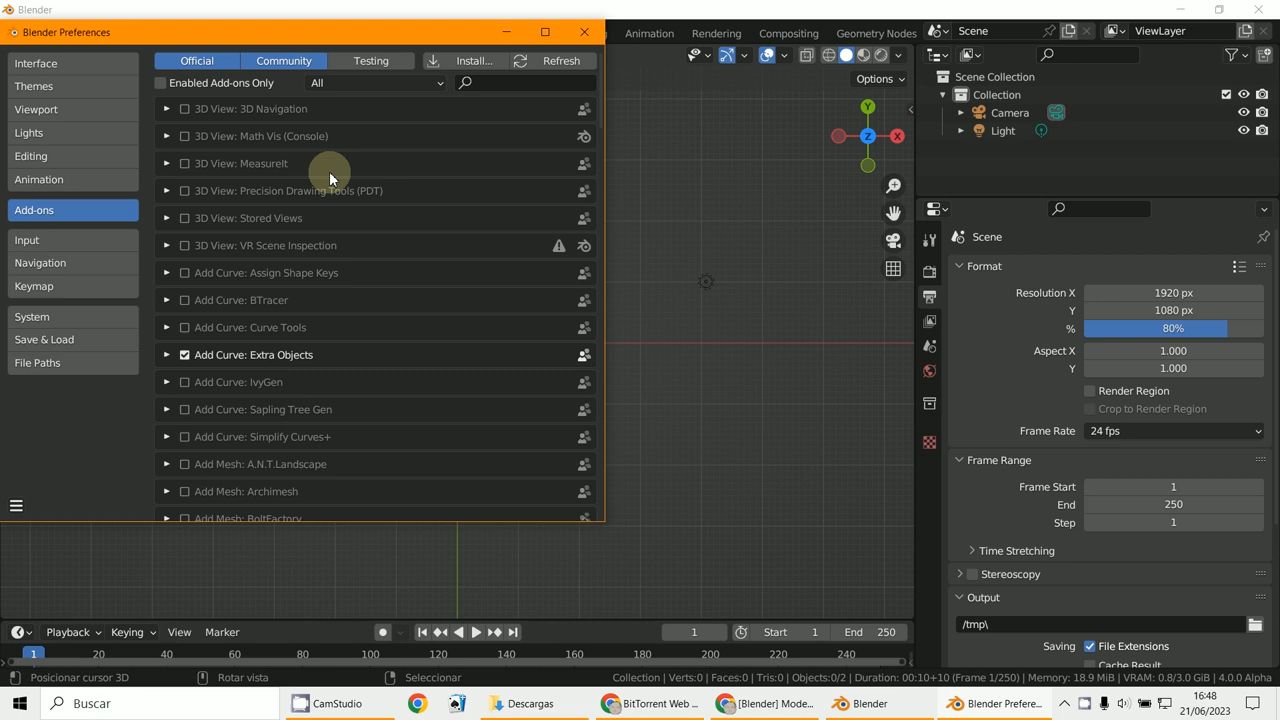 Blender
Blender Preferences
Interface
Themes
Viewport
Lights
Editing
Animation
Add-ons
Input
Navigation
Keymap
System
Save & Load
File Paths
Official Community Testing Install... Refresh
Enabled Add-ons Only All
3D View: 3D Navigation
3D View: Math Vis (Console)
3D View: MeasureIt
3D View: Precision Drawing Tools (PDT)
3D View: Stored Views
3D View: VR Scene Inspection
Add Curve: Assign Shape Keys
Add Curve: BTracer
Add Curve: Curve Tools
Add Curve: Extra Objects
Add Curve: IvyGen
Add Curve: Sapling Tree Gen
Add Curve: Simplify Curves+
Add Mesh: A.N.T.Landscape
Add Mesh: Archimesh
Add Mesh: BoltFactory
Animation Rendering Compositing Geometry Nodes
Options
Y
Z X
Scene ViewLayer
Scene Collection
Collection
Camera
Light
Scene
Format
Resolution X 1920 px
Y 1080 px
% 80%
Aspect X 1.000
Y 1.000
Render Region
Crop to Render Region
Frame Rate 24 fps
Frame Range
Frame Start 1
End 250
Step 1
Time Stretching
Stereoscopy
Output
/tmp\
Saving File Extensions
Cache Result
Playback Keying View Marker 1 Start 1 End 250
1 20 40 60 80 100 120 140 160 180 200 220 240
Posicionar cursor 3D Rotar vista Seleccionar Collection | Verts:0 | Faces:0 | Tris:0 | Objects:0/2 | Duration: 00:10+10 (Frame 1/250) | Memory: 18.9 MiB | VRAM: 0.8/3.0 GiB | 4.0.0 Alpha
Buscar CamStudio Descargas BitTorrent Web ... [Blender] Mode... Blender Blender Prefere...
16:48
21/06/2023